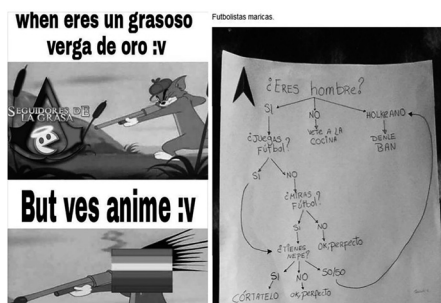 when eres un grasoso
verga de oro :v
SEGUIDORES DE
LA GRASA
But ves anime :v
Futbolistas maricas.
¿ERES hombre?
SI
NO
HOLKEANO
¿JUEGAS
FÚTBOL?
VETE A LA
COCINA
DENLE
BAN
SI
NO
¿MIRAS
FÚTBOL?
SI
NO
¿TIENES
NEPE?
OK, PERFECTO
SI
NO
50/50
CÓRTATELO
OK, PERFECTO